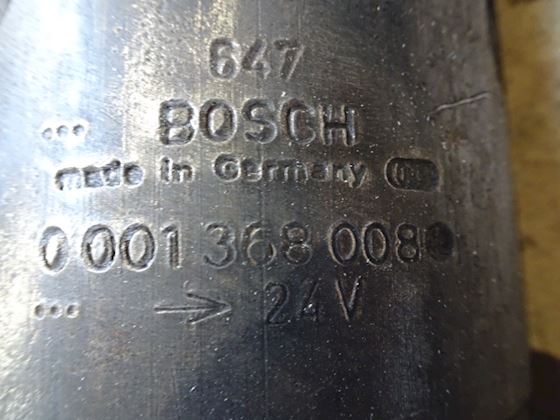 647
... BOSCH
made in Germany
0 001 368 008
... → 24V